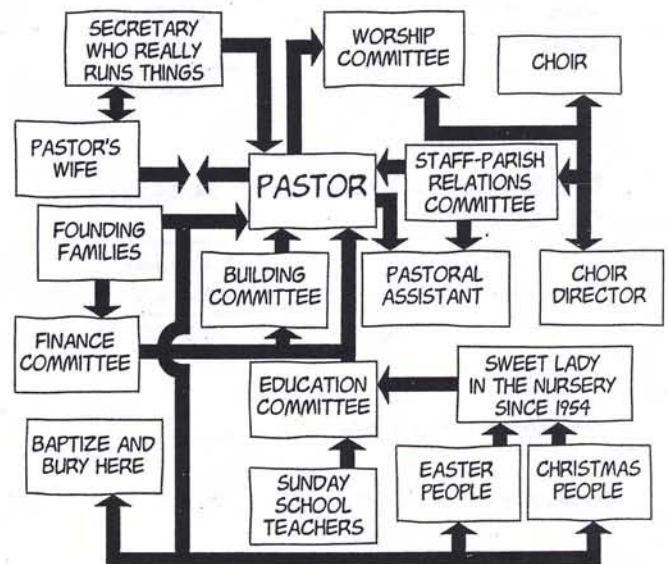 SECRETARY
WHO REALLY
RUNS THINGS
WORSHIP
COMMITTEE
CHOIR
PASTOR'S
WIFE
PASTOR
STAFF-PARISH
RELATIONS
COMMITTEE
FOUNDING
FAMILIES
BUILDING
COMMITTEE
PASTORAL
ASSISTANT
CHOIR
DIRECTOR
FINANCE
COMMITTEE
EDUCATION
COMMITTEE
SWEET LADY
IN THE NURSERY
SINCE 1954
BAPTIZE AND
BURY HERE
SUNDAY
SCHOOL
TEACHERS
EASTER
PEOPLE
CHRISTMAS
PEOPLE